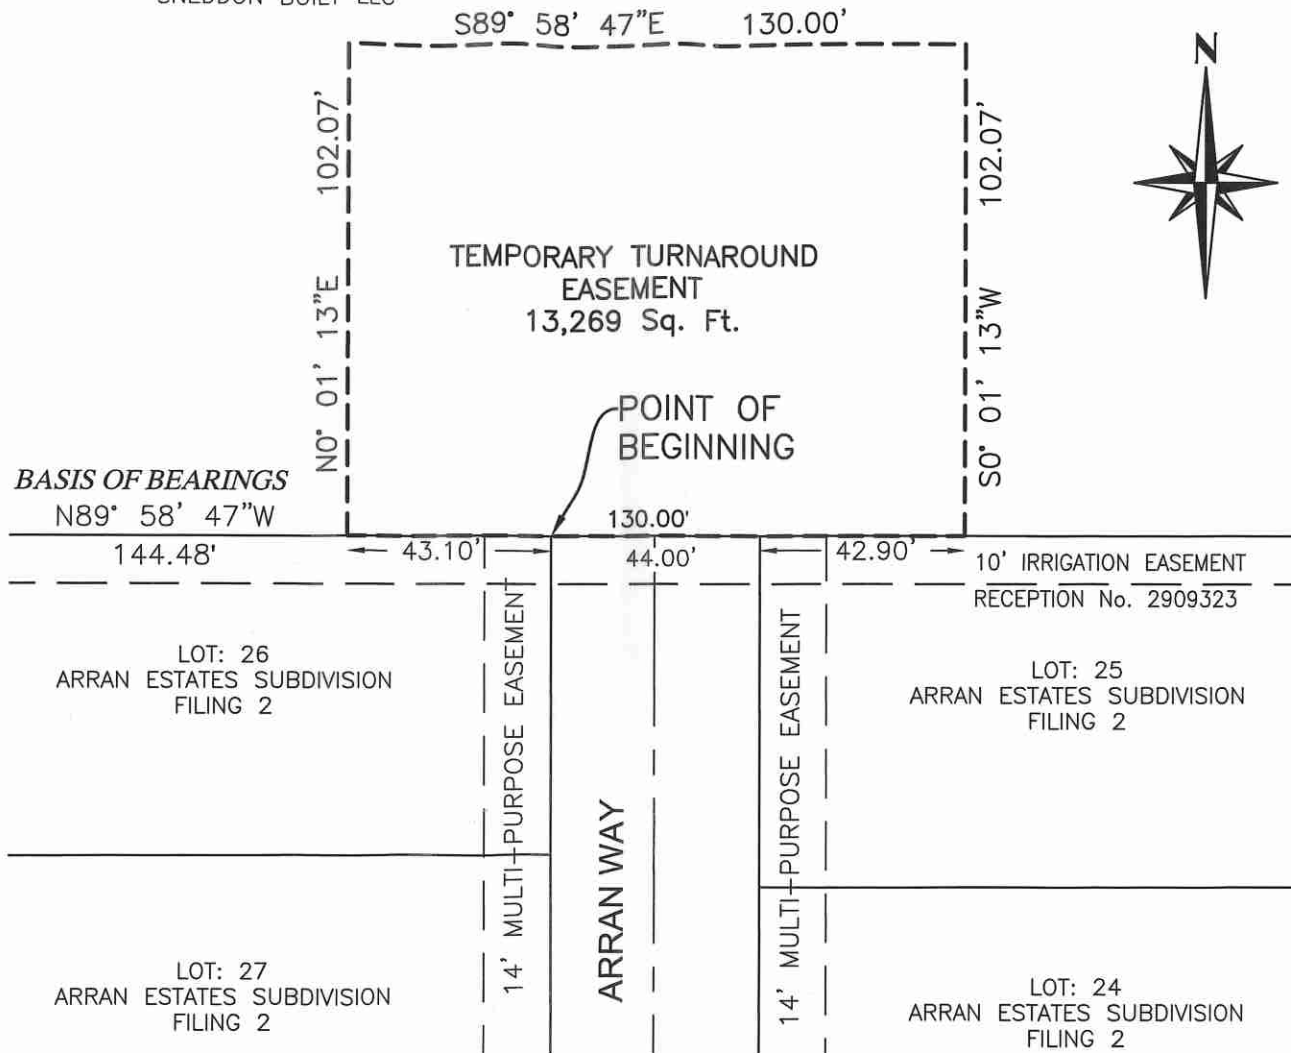 SNEDDON BUILT LLC
S89° 58' 47"E 130.00'
N
N0° 01' 13"E 102.07'
S0° 01' 13"W 102.07'
TEMPORARY TURNAROUND
EASEMENT
13,269 Sq. Ft.
POINT OF
BEGINNING
BASIS OF BEARINGS
N89° 58' 47"W
144.48'
130.00'
43.10'
44.00'
42.90'
10' IRRIGATION EASEMENT
RECEPTION No. 2909323
LOT: 26
ARRAN ESTATES SUBDIVISION
FILING 2
14' MULTI-PURPOSE EASEMENT
ARRAN WAY
14' MULTI-PURPOSE EASEMENT
LOT: 25
ARRAN ESTATES SUBDIVISION
FILING 2
LOT: 27
ARRAN ESTATES SUBDIVISION
FILING 2
LOT: 24
ARRAN ESTATES SUBDIVISION
FILING 2